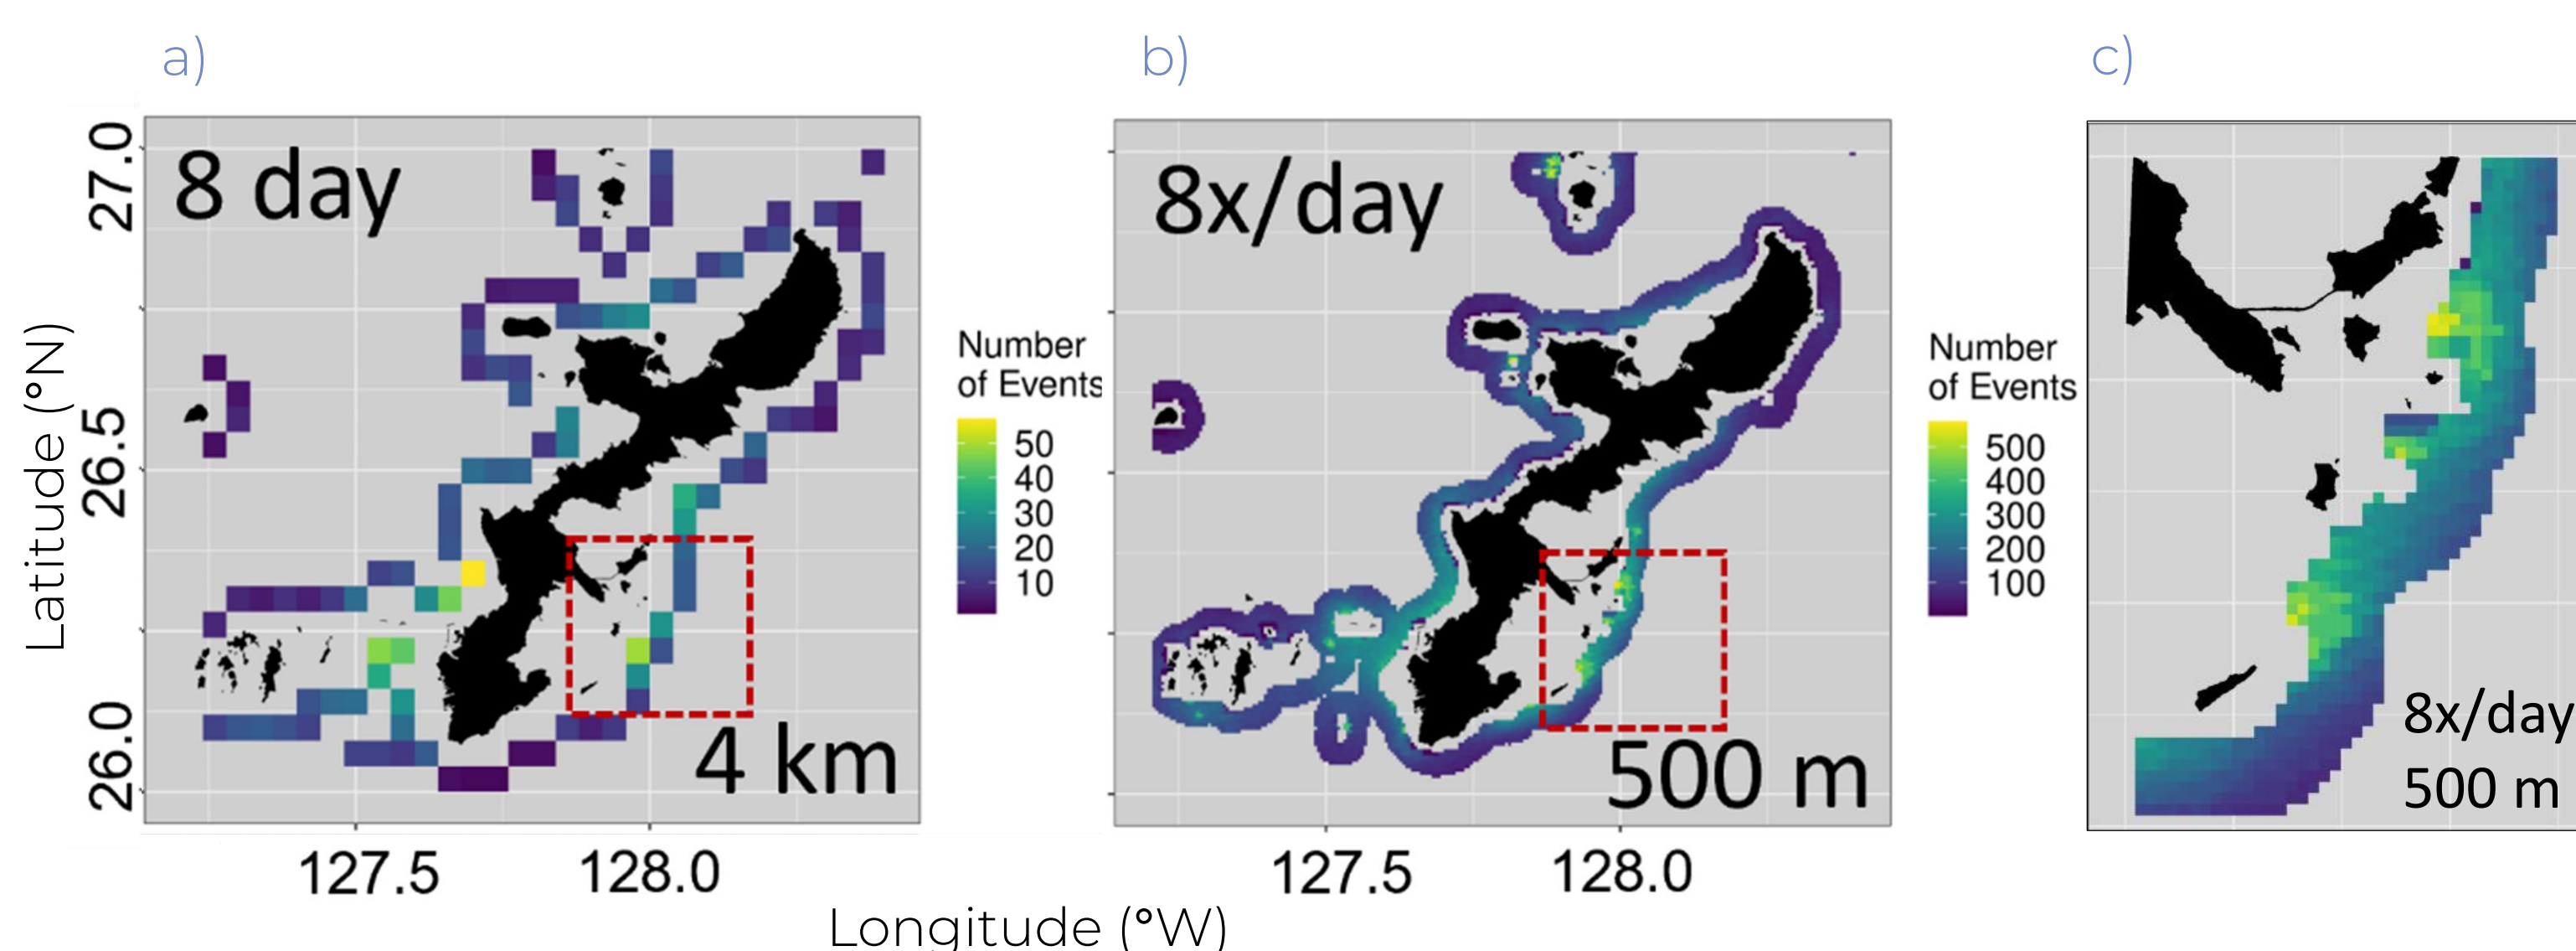 a)
b)
c)
8 day
4 km
27.0
26.5
26.0
Latitude (°N)
127.5
128.0
Number
of Events
50
40
30
20
10
8x/day
500 m
127.5
128.0
Number
of Events
500
400
300
200
100
8x/day
500 m
Longitude (°W)